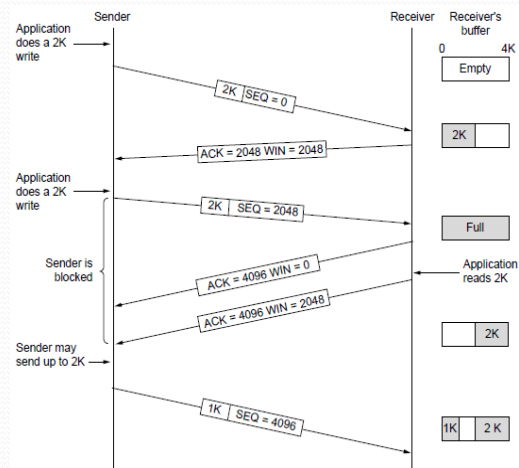 Sender
Receiver
Receiver's
buffer
Application
does a 2K
write
0 4K
Empty
2K SEQ = 0
2K
ACK = 2048 WIN = 2048
Application
does a 2K
write
2K SEQ = 2048
Full
Sender is
blocked
ACK = 4096 WIN = 0
Application
reads 2K
ACK = 4096 WIN = 2048
2K
Sender may
send up to 2K
1K SEQ = 4096
1K 2 K